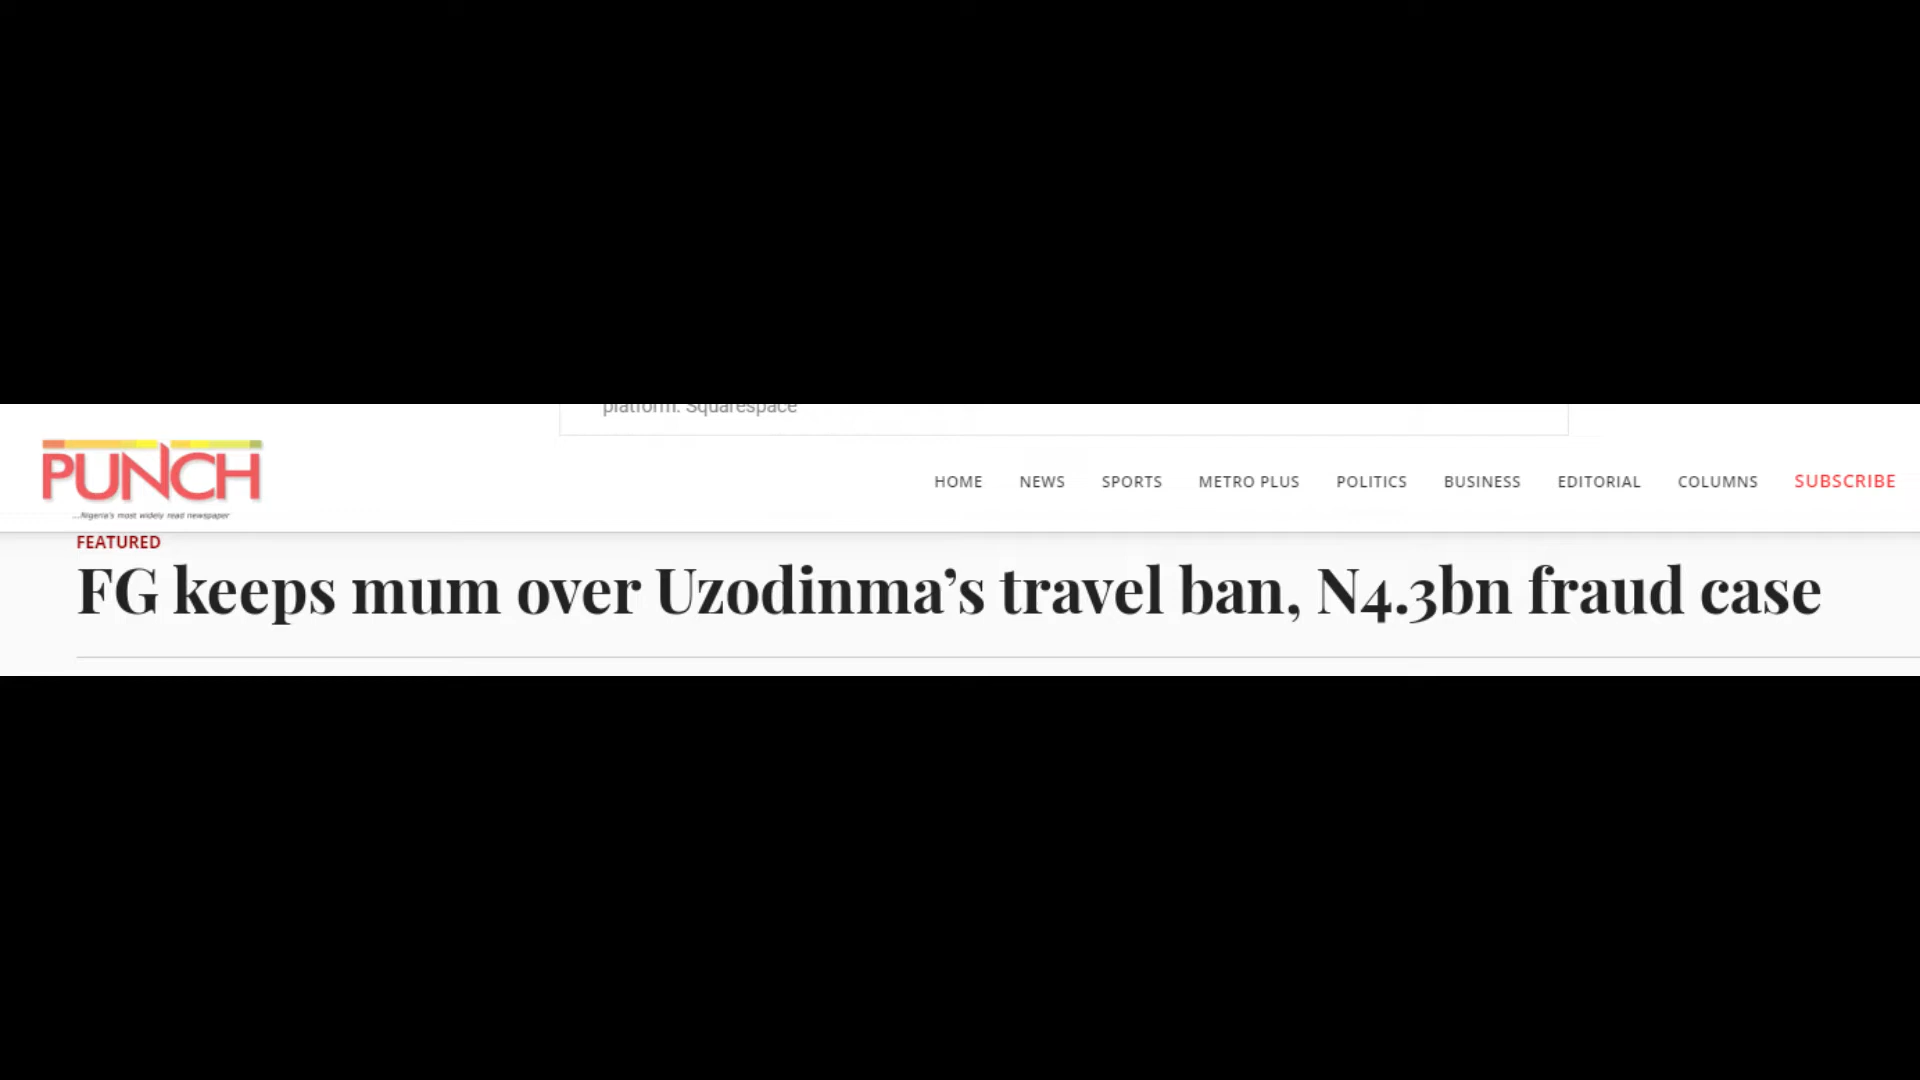 platform. Squarespace
PUNCH
...Nigeria's most widely read newspaper
HOME NEWS SPORTS METRO PLUS POLITICS BUSINESS EDITORIAL COLUMNS SUBSCRIBE
FEATURED
FG keeps mum over Uzodinma’s travel ban, N4.3bn fraud case